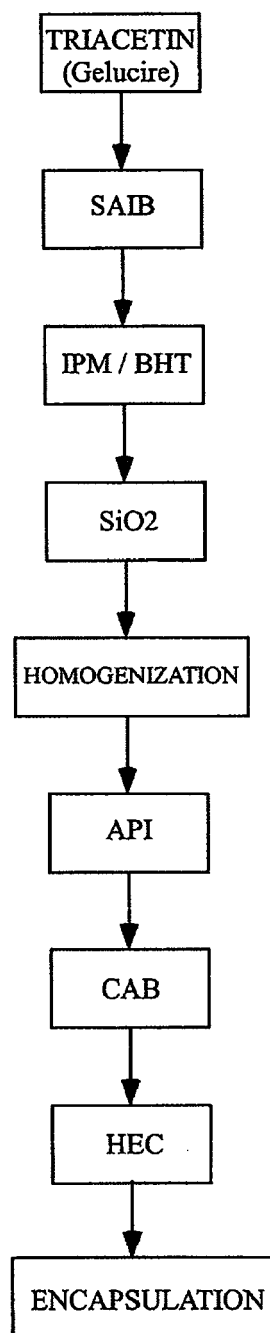 TRIACETIN
(Gelucire)
SAIB
IPM / BHT
SiO2
HOMOGENIZATION
API
CAB
HEC
ENCAPSULATION